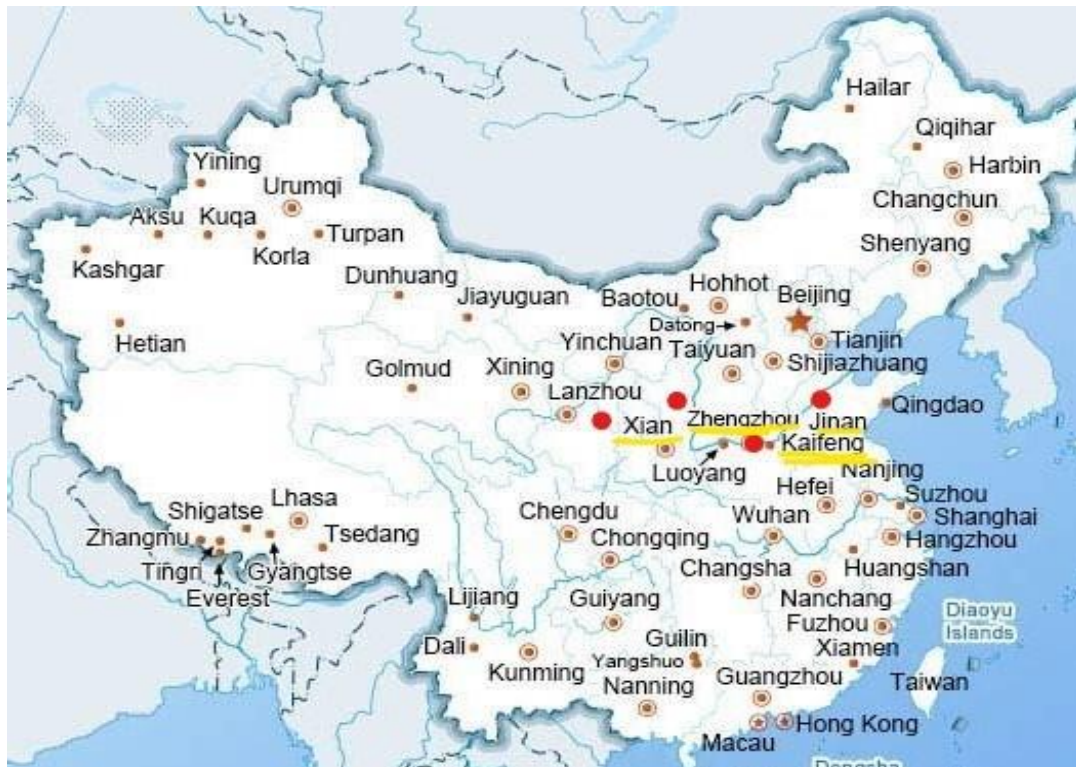 Hailar
Qiqihar
Harbin
Changchun
Shenyang
Yining
Urumqi
Aksu
Kuqa
Turpan
Kashgar
Korla
Dunhuang
Jiayuguan
Hetian
Hohhot
Baotou
Beijing
Datong
Tianjin
Yinchuan
Taiyuan
Shijiazhuang
Golmud
Xining
Lanzhou
Qingdao
Xian
Zhengzhou
Jinan
Kaifeng
Luoyang
Nanjing
Hefei
Suzhou
Shanghai
Lhasa
Shigatse
Chengdu
Wuhan
Zhangmu
Tsedang
Hangzhou
Chongqing
Tingri
Gyangtse
Changsha
Huangshan
Everest
Lijiang
Guiyang
Nanchang
Diaoyu
Islands
Fuzhou
Dali
Guilin
Xiamen
Kunming
Yangshuo
Guangzhou
Taiwan
Nanning
Hong Kong
Macau